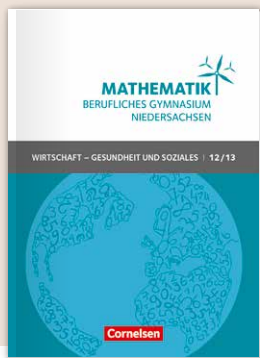 MATHEMATIK
BERUFLICHES GYMNASIUM
NIEDERSACHSEN
WIRTSCHAFT – GESUNDHEIT UND SOZIALES | 12/13
Cornelsen